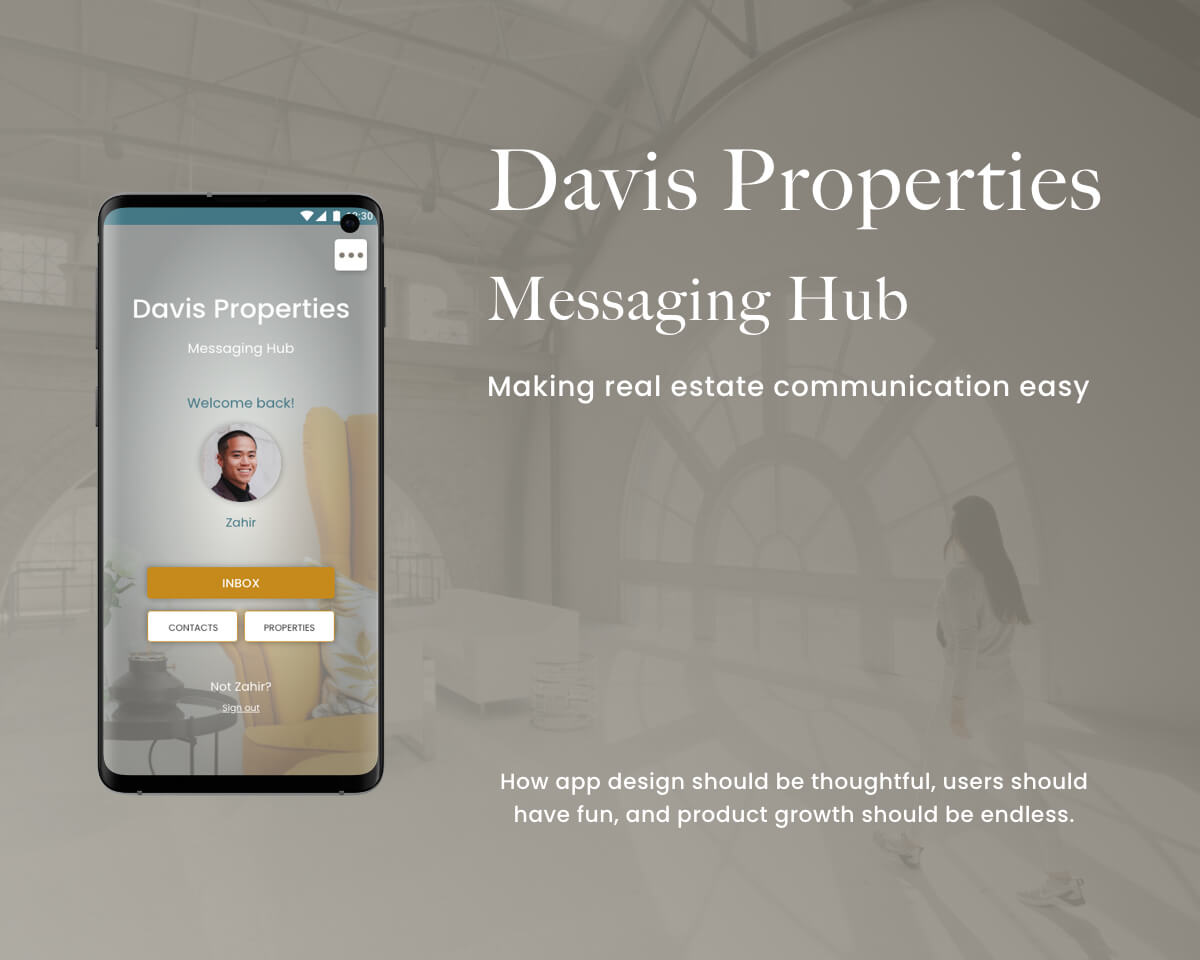 Davis Properties
Messaging Hub
Making real estate communication easy
How app design should be thoughtful, users should
have fun, and product growth should be endless.
Davis Properties
Messaging Hub
Welcome back!
Zahir
INBOX
CONTACTS
PROPERTIES
Not Zahir?
Sign out